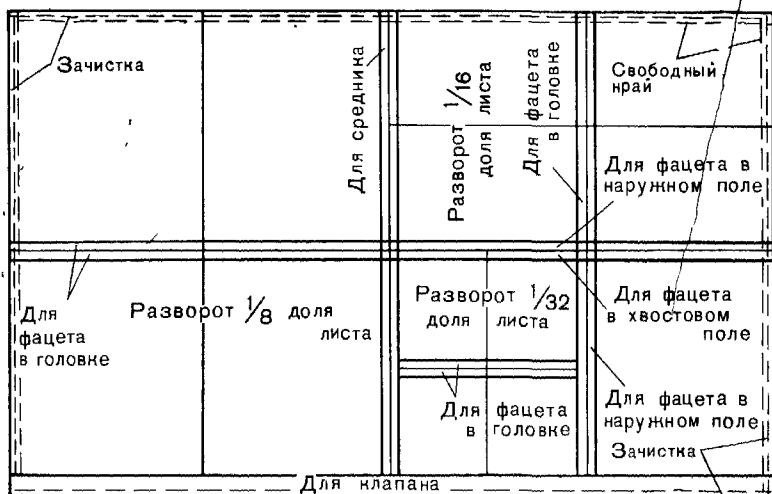 Зачистка
Для средника
Разворот 1/16
доля листа
Для фацета
в головке
Свободный
нрай
Для фацета в
наружном поле
Для
фацета
в головке
Разворот 1/8 доля
листа
Разворот 1/32
доля листа
Для фацета
в хвостовом
поле
Для фацета
в головке
Для фацета в
наружном поле
Зачистка
Для клапана